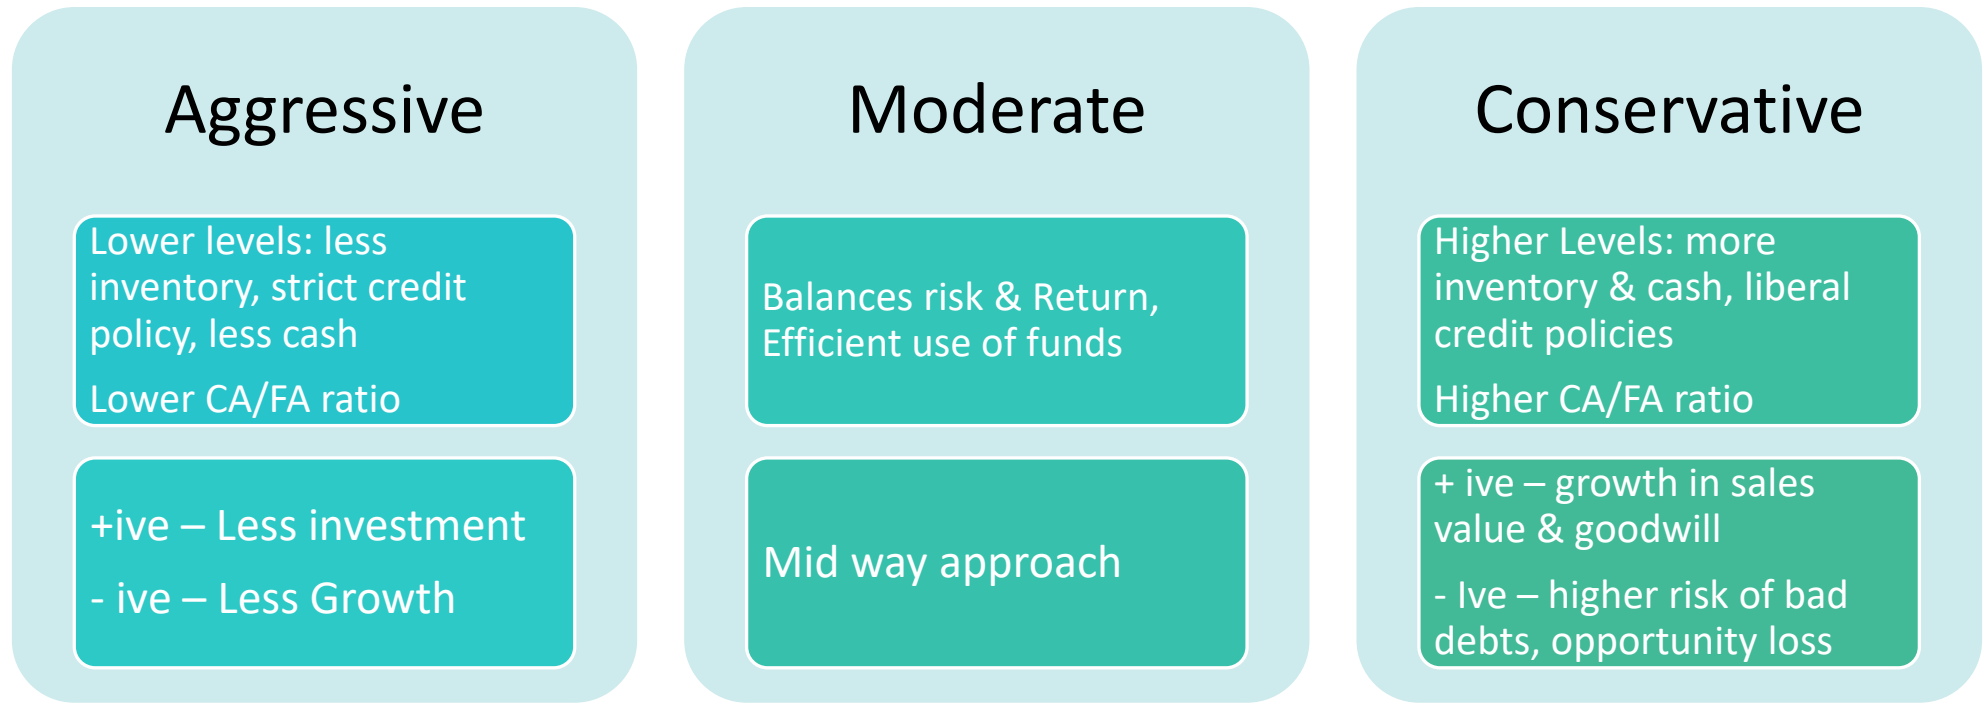 Aggressive
Lower levels: less
inventory, strict credit
policy, less cash
Lower CA/FA ratio
+ive – Less investment
- ive – Less Growth
Moderate
Balances risk & Return,
Efficient use of funds
Mid way approach
Conservative
Higher Levels: more
inventory & cash, liberal
credit policies
Higher CA/FA ratio
+ ive – growth in sales
value & goodwill
- Ive – higher risk of bad
debts, opportunity loss